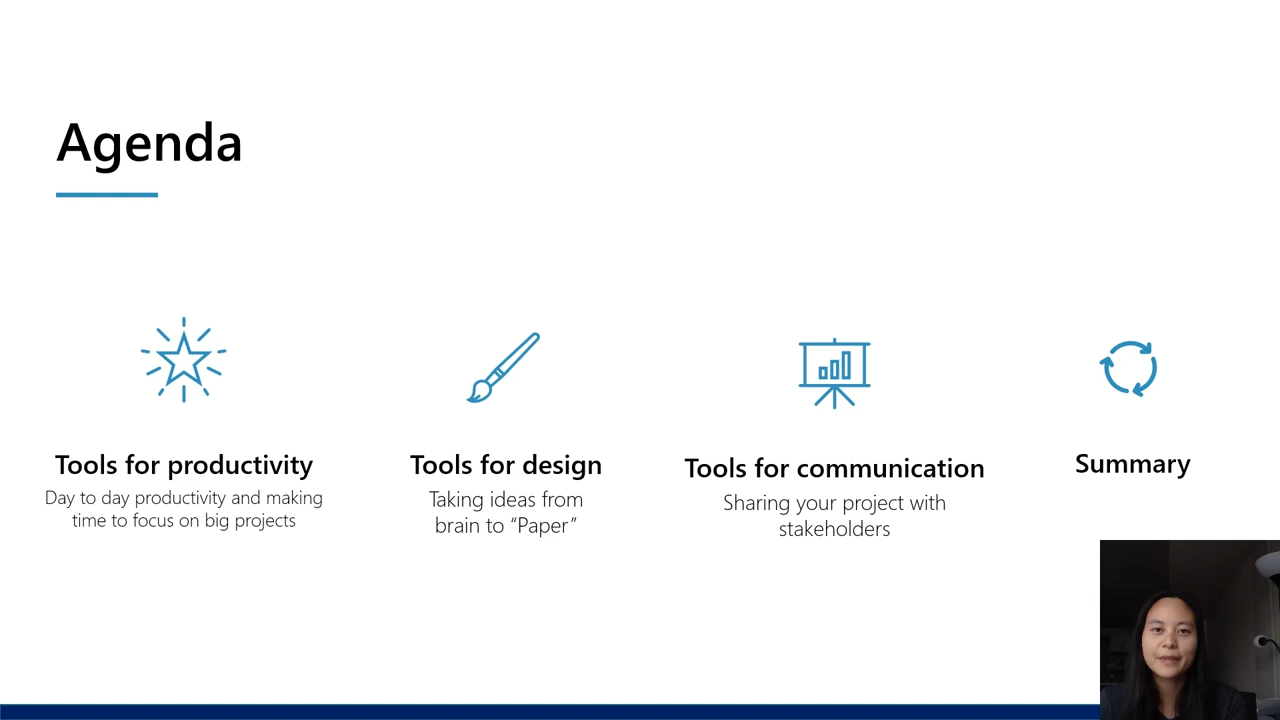 Agenda
Tools for productivity
Day to day productivity and making
time to focus on big projects
Tools for design
Taking ideas from
brain to “Paper”
Tools for communication
Sharing your project with
stakeholders
Summary